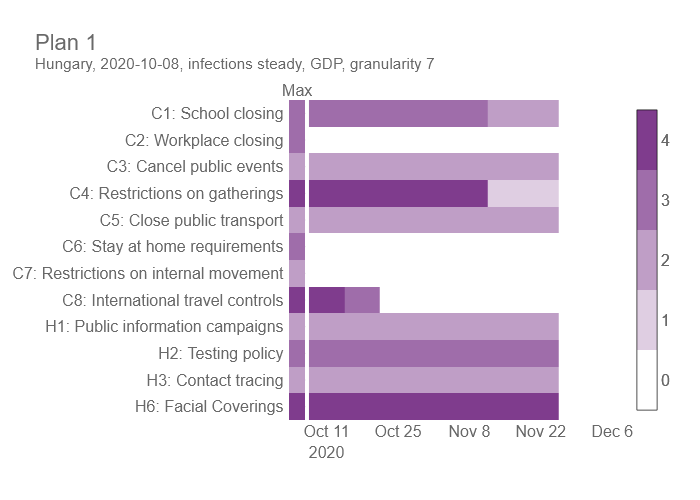 Plan 1
Hungary, 2020-10-08, infections steady, GDP, granularity 7
Max
C1: School closing
C2: Workplace closing
C3: Cancel public events
C4: Restrictions on gatherings
C5: Close public transport
C6: Stay at home requirements
C7: Restrictions on internal movement
C8: International travel controls
H1: Public information campaigns
H2: Testing policy
H3: Contact tracing
H6: Facial Coverings
Oct 11 Oct 25 Nov 8 Nov 22 Dec 6
2020
4
3
2
1
0